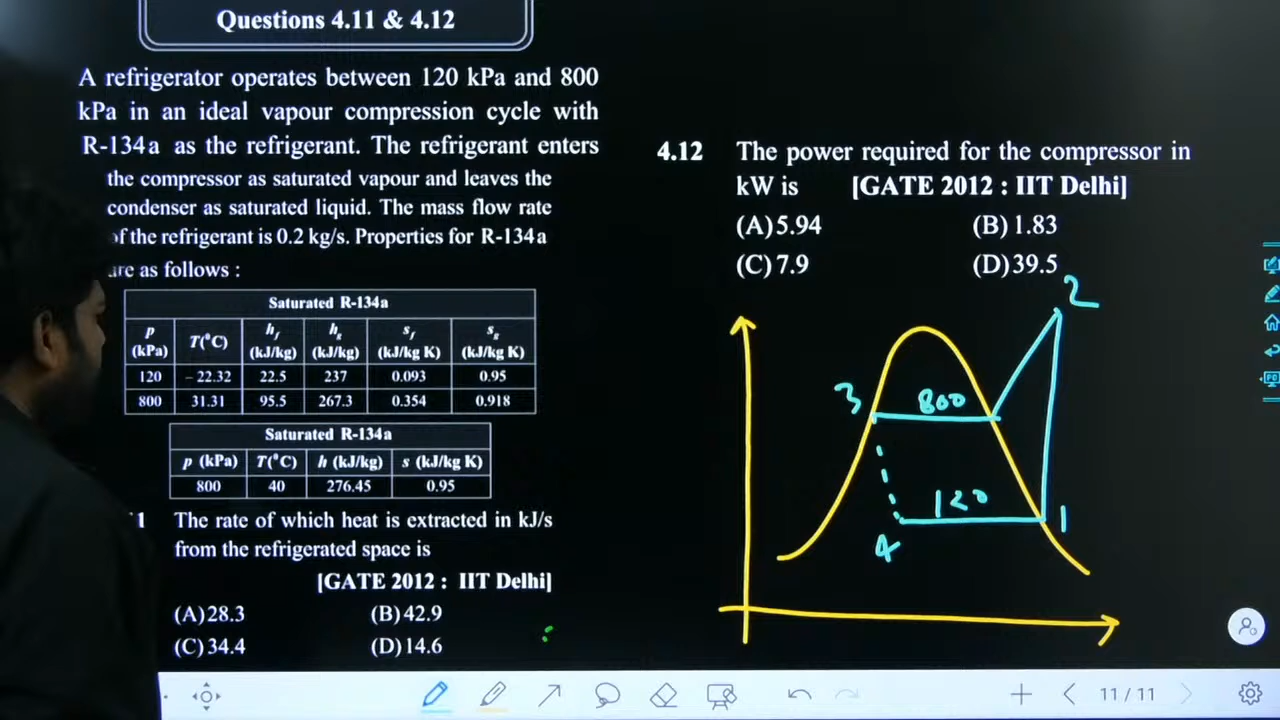 Questions 4.11 & 4.12
A refrigerator operates between 120 kPa and 800
kPa in an ideal vapour compression cycle with
R-134a as the refrigerant. The refrigerant enters
the compressor as saturated vapour and leaves the
condenser as saturated liquid. The mass flow rate
of the refrigerant is 0.2 kg/s. Properties for R-134a
are as follows :
Saturated R-134a
p (kPa) T(°C) h_f (kJ/kg) h_g (kJ/kg) s_f (kJ/kg K) s_g (kJ/kg K)
120 – 22.32 22.5 237 0.093 0.95
800 31.31 95.5 267.3 0.354 0.918
Saturated R-134a
p (kPa) T(°C) h (kJ/kg) s (kJ/kg K)
800 40 276.45 0.95
1 The rate of which heat is extracted in kJ/s
from the refrigerated space is
[GATE 2012 : IIT Delhi]
(A) 28.3 (B) 42.9
(C) 34.4 (D) 14.6
4.12 The power required for the compressor in
kW is [GATE 2012 : IIT Delhi]
(A) 5.94 (B) 1.83
(C) 7.9 (D) 39.5
2
3 800
120 1
4
11 / 11
PC